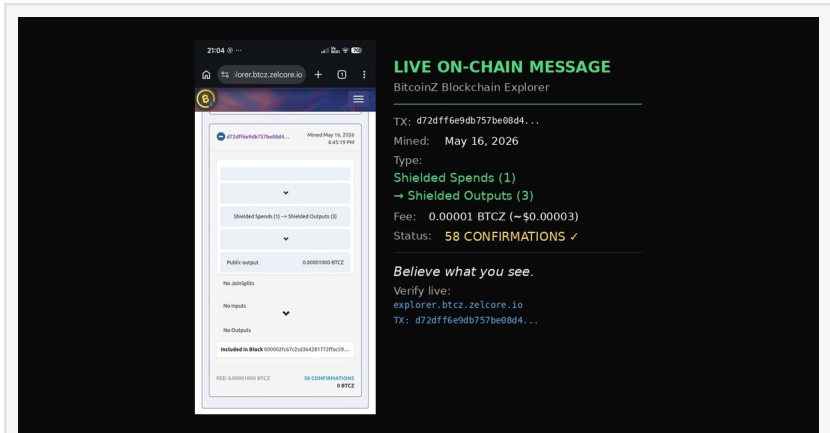 21:04
lorer.btcz.zelcore.io
d72dff6e9db757be08d4...
Mined May 16, 2026
6:45:19 PM
Shielded Spends (1) -> Shielded Outputs (3)
Public output 0.00001000 BTCZ
No JoinSplits
No Inputs
No Outputs
Included in Block
FEE: 0.00001000 BTCZ
58 CONFIRMATIONS
0 BTCZ
LIVE ON-CHAIN MESSAGE
BitcoinZ Blockchain Explorer
TX: d72dff6e9db757be08d4...
Mined: May 16, 2026
Type:
Shielded Spends (1)
→ Shielded Outputs (3)
Fee: 0.00001 BTCZ (~$0.00003)
Status: 58 CONFIRMATIONS ✓
Believe what you see.
Verify live:
explorer.btcz.zelcore.io
TX: d72dff6e9db757be08d4...